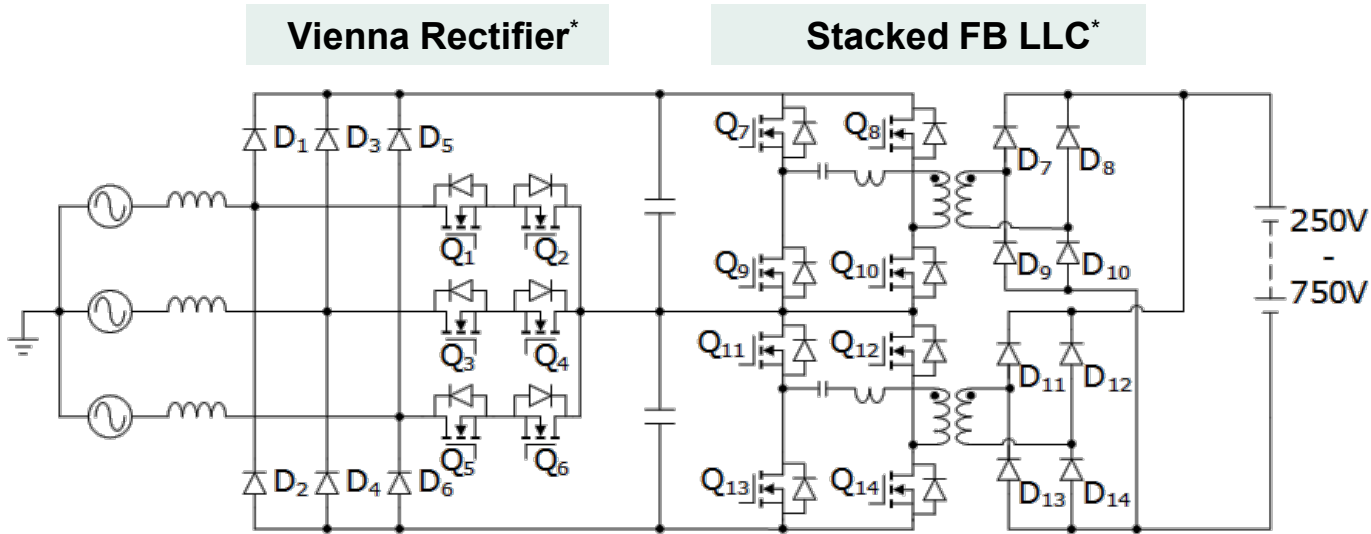 Vienna Rectifier*
Stacked FB LLC*
D1 D3 D5
Q7 Q8
D7 D8
Q1 Q2
Q9 Q10
D9 D10
250V
-
750V
Q3 Q4
Q11 Q12
D11 D12
Q5 Q6
D2 D4 D6
Q13 Q14
D13 D14